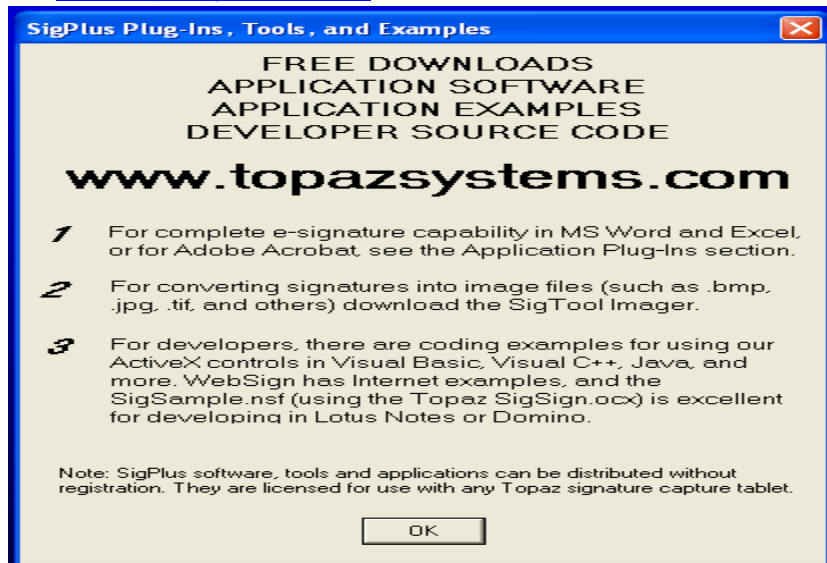 SigPlus Plug-Ins, Tools, and Examples
FREE DOWNLOADS
APPLICATION SOFTWARE
APPLICATION EXAMPLES
DEVELOPER SOURCE CODE
www.topazsystems.com
1 For complete e-signature capability in MS Word and Excel,
or for Adobe Acrobat, see the Application Plug-Ins section.
2 For converting signatures into image files (such as .bmp,
.jpg, .tif, and others) download the SigTool Imager.
3 For developers, there are coding examples for using our
ActiveX controls in Visual Basic, Visual C++, Java, and
more. WebSign has Internet examples, and the
SigSample.nsf (using the Topaz SigSign.ocx) is excellent
for developing in Lotus Notes or Domino.
Note: SigPlus software, tools and applications can be distributed without
registration. They are licensed for use with any Topaz signature capture tablet.
OK